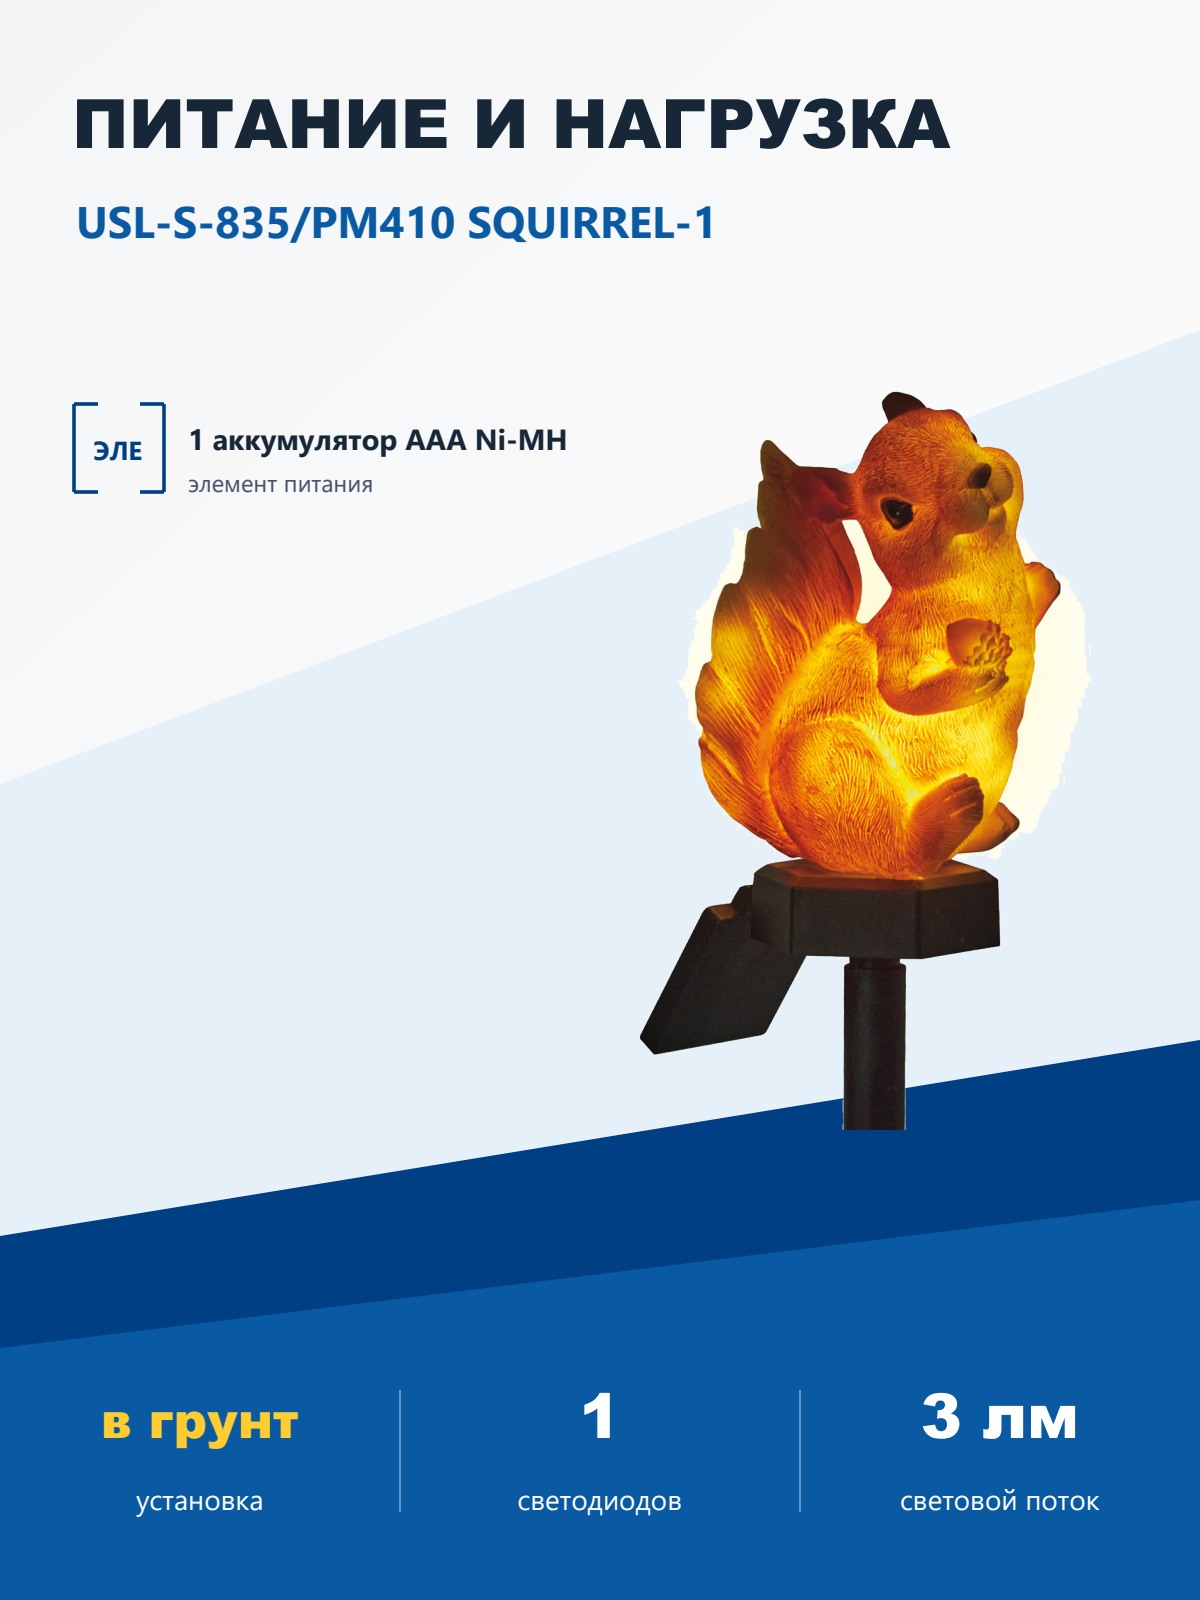 ПИТАНИЕ И НАГРУЗКА
USL-S-835/PM410 SQUIRREL-1
ЭЛЕ
1 аккумулятор AAA Ni-MH
элемент питания
в грунт
установка
1
светодиодов
3 лм
световой поток